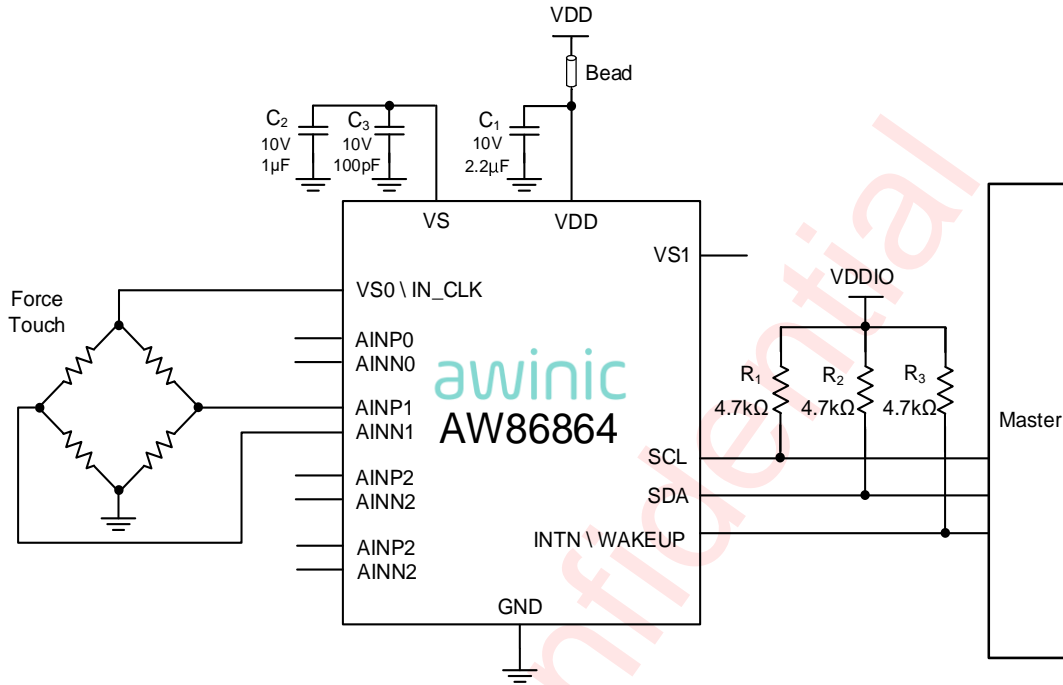 VDD
Bead
C2
10V
1µF
C3
10V
100pF
C1
10V
2.2µF
VS
VDD
VS1
VS0 \ IN_CLK
Force
Touch
AINP0
AINN0
awinic
AW86864
AINP1
AINN1
AINP2
AINN2
AINP2
AINN2
GND
SCL
SDA
INTN \ WAKEUP
VDDIO
R1
4.7kΩ
R2
4.7kΩ
R3
4.7kΩ
Master
nfidential